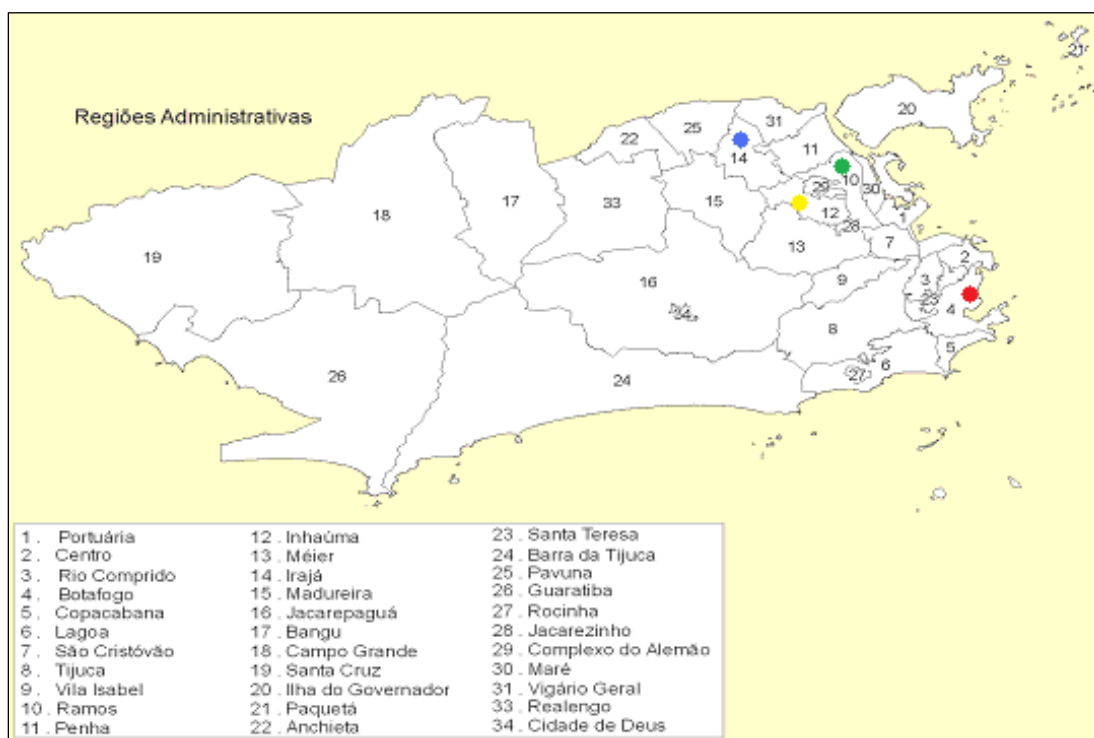 21
20
Regiões Administrativas
31
25
22
14
11
10
29
30
18
17
33
15
12
1
28
19
13
7
2
16
9
3
23
34
4
8
5
6
26
24
27
1 . Portuária
2 . Centro
3 . Rio Comprido
4 . Botafogo
5 . Copacabana
6 . Lagoa
7 . São Cristóvão
8 . Tijuca
9 . Vila Isabel
10 . Ramos
11 . Penha
12 . Inhaúma
13 . Méier
14 . Irajá
15 . Madureira
16 . Jacarepaguá
17 . Bangu
18 . Campo Grande
19 . Santa Cruz
20 . Ilha do Governador
21 . Paquetá
22 . Anchieta
23 . Santa Teresa
24 . Barra da Tijuca
25 . Pavuna
26 . Guaratiba
27 . Rocinha
28 . Jacarezinho
29 . Complexo do Alemão
30 . Maré
31 . Vigário Geral
33 . Realengo
34 . Cidade de Deus